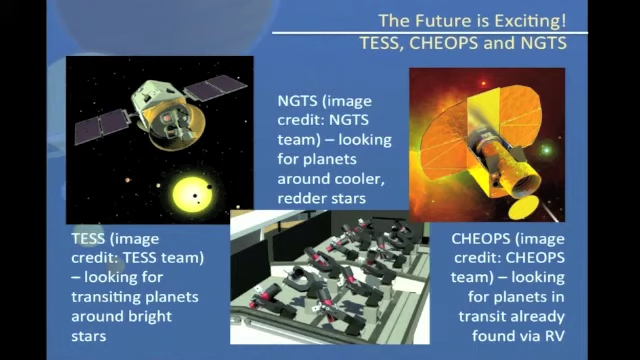 The Future is Exciting!
TESS, CHEOPS and NGTS
NGTS (image
credit: NGTS
team) – looking
for planets
around cooler,
redder stars
TESS (image
credit: TESS team)
– looking for
transiting planets
around bright
stars
CHEOPS (image
credit: CHEOPS
team) – looking
for planets in
transit already
found via RV